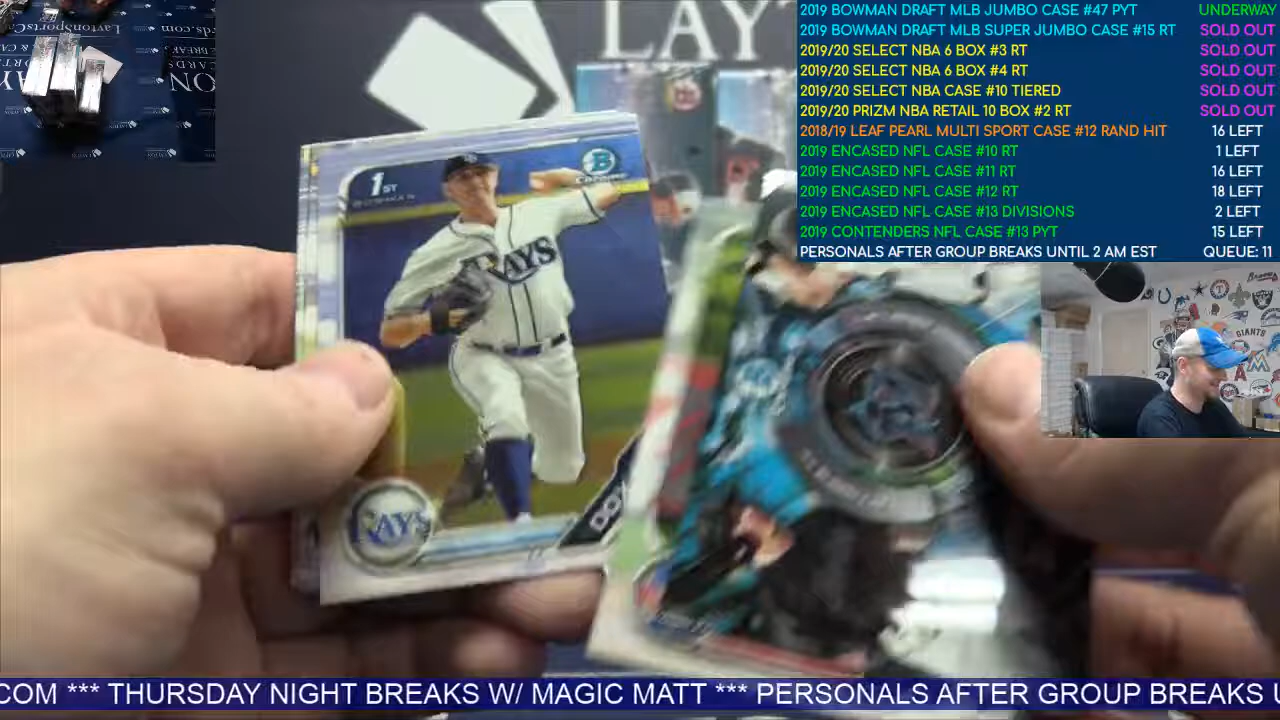 2019 BOWMAN DRAFT MLB JUMBO CASE #47 PYT UNDERWAY
2019 BOWMAN DRAFT MLB SUPER JUMBO CASE #15 RT SOLD OUT
2019/20 SELECT NBA 6 BOX #3 RT SOLD OUT
2019/20 SELECT NBA 6 BOX #4 RT SOLD OUT
2019/20 SELECT NBA CASE #10 TIERED SOLD OUT
2019/20 PRIZM NBA RETAIL 10 BOX #2 RT SOLD OUT
2018/19 LEAF PEARL MULTI SPORT CASE #12 RAND HIT 16 LEFT
2019 ENCASED NFL CASE #10 RT 1 LEFT
2019 ENCASED NFL CASE #11 RT 16 LEFT
2019 ENCASED NFL CASE #12 RT 18 LEFT
2019 ENCASED NFL CASE #13 DIVISIONS 2 LEFT
2019 CONTENDERS NFL CASE #13 PYT 15 LEFT
PERSONALS AFTER GROUP BREAKS UNTIL 2 AM EST QUEUE: 11
LAYT
1ST
BOWMAN
B
Chrome
RAYS
RAYS
GIANTS
COM *** THURSDAY NIGHT BREAKS W/ MAGIC MATT *** PERSONALS AFTER GROUP BREAKS